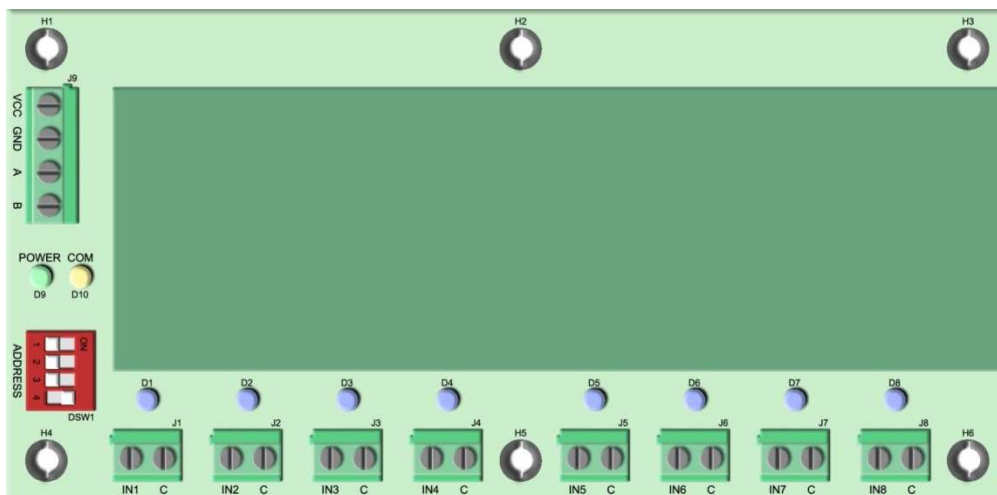 H1 H2 H3
J9
VCC
GND
A
B
POWER COM
D9 D10
ADDRESS
ON
1
2
3
4
DSW1
D1 D2 D3 D4 D5 D6 D7 D8
H4 J1 J2 J3 J4 H5 J5 J6 J7 J8 H6
IN1 C IN2 C IN3 C IN4 C IN5 C IN6 C IN7 C IN8 C